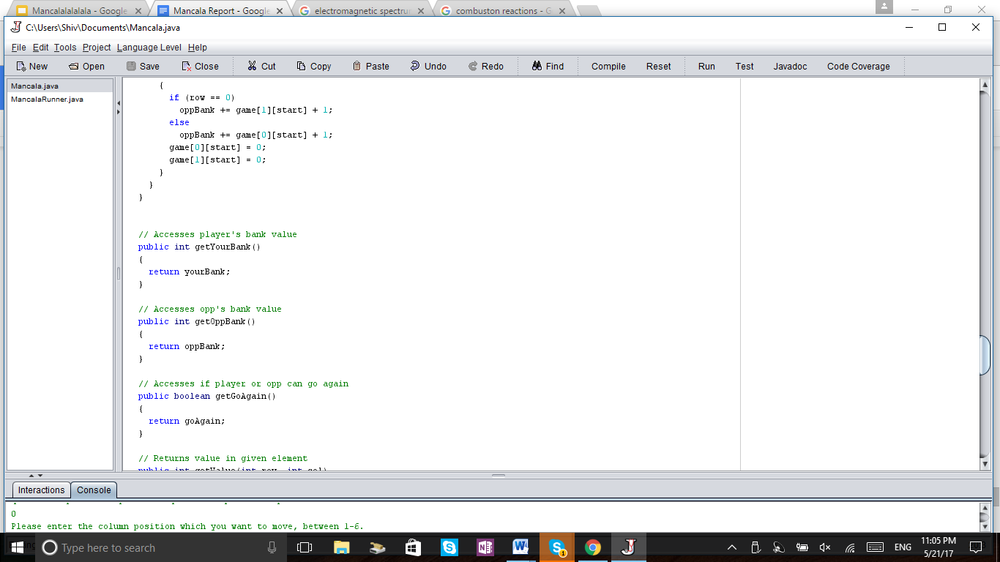 Mancalalalalala - Google
Mancala Report - Google
electromagnetic spectru
combuston reactions - G
C:\Users\Shiv\Documents\Mancala.java
File Edit Tools Project Language Level Help
New Open Save Close Cut Copy Paste Undo Redo Find Compile Reset Run Test Javadoc Code Coverage
Mancala.java
MancalaRunner.java
{
if (row == 0)
oppBank += game[1][start] + 1;
else
oppBank += game[0][start] + 1;
game[0][start] = 0;
game[1][start] = 0;
}
}
}
// Accesses player's bank value
public int getYourBank()
{
return yourBank;
}
// Accesses opp's bank value
public int getOppBank()
{
return oppBank;
}
// Accesses if player or opp can go again
public boolean getGoAgain()
{
return goAgain;
}
// Returns value in given element
public int getValue(int row, int col)
Interactions Console
0
Please enter the column position which you want to move, between 1-6.
Type here to search
ENG
11:05 PM
5/21/17